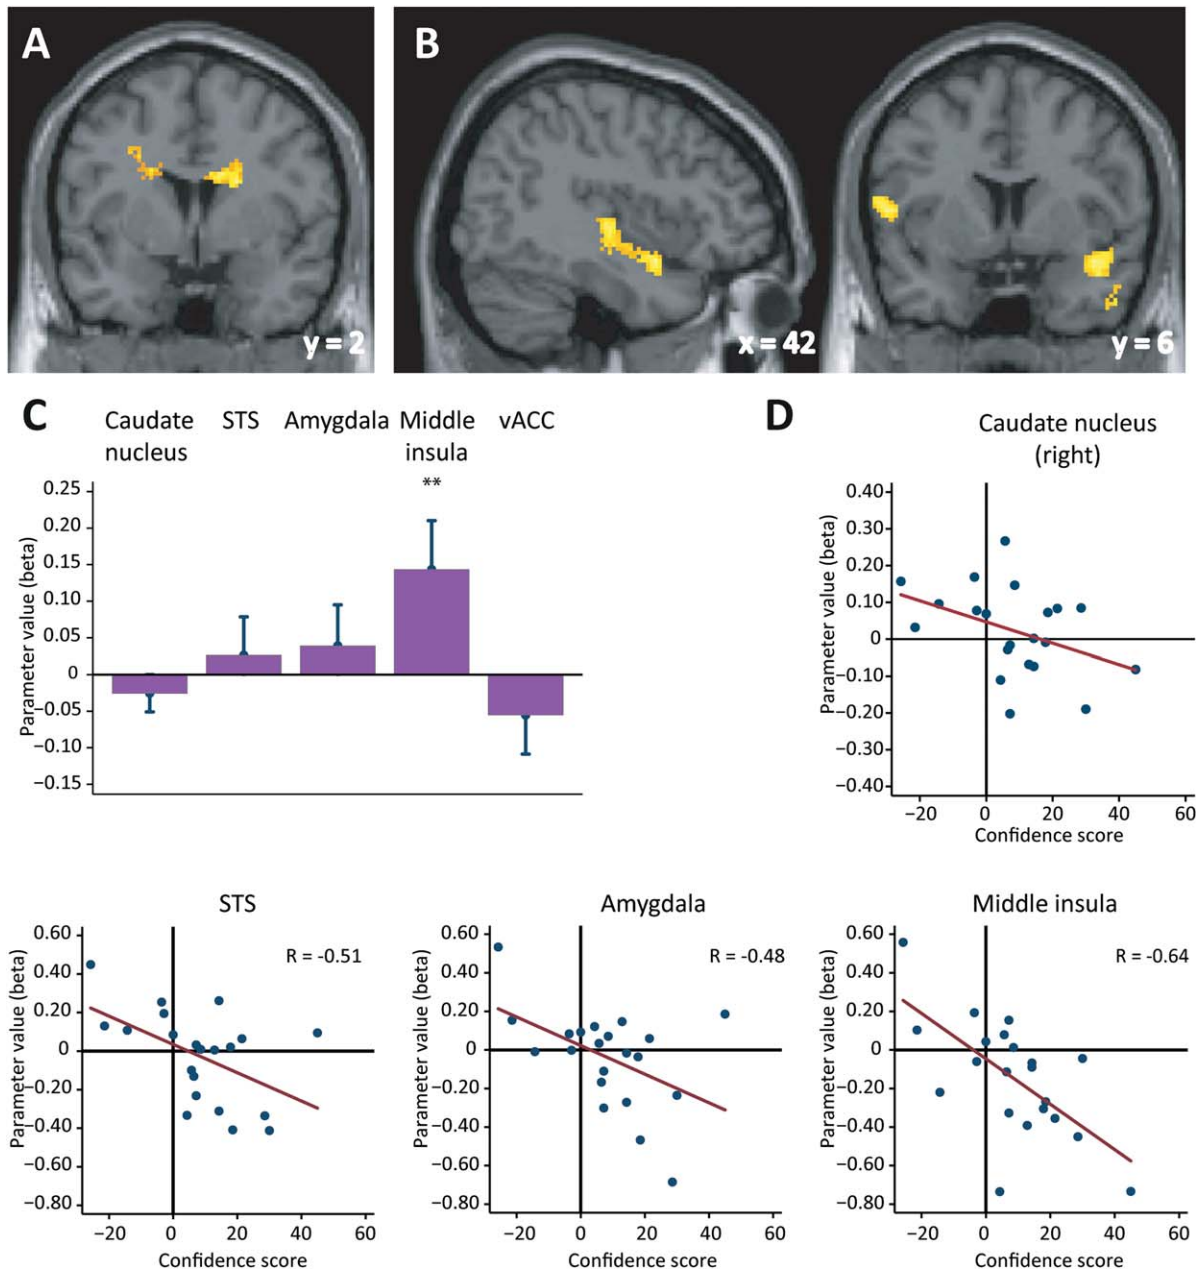 A
y = 2
B
x = 42
y = 6
C
Caudate nucleus
STS
Amygdala
Middle insula
vACC
**
Parameter value (beta)
0.25
0.20
0.15
0.10
0.05
0
−0.05
−0.10
−0.15
D
Caudate nucleus
(right)
Parameter value (beta)
0.40
0.30
0.20
0.10
0
−0.10
−0.20
−0.30
−0.40
−20 0 20 40 60
Confidence score
STS
R = -0.51
Parameter value (beta)
0.60
0.40
0.20
0
−0.20
−0.40
−0.60
−0.80
−20 0 20 40 60
Confidence score
Amygdala
R = -0.48
Parameter value (beta)
0.60
0.40
0.20
0
−0.20
−0.40
−0.60
−0.80
−20 0 20 40 60
Confidence score
Middle insula
R = -0.64
Parameter value (beta)
0.60
0.40
0.20
0
−0.20
−0.40
−0.60
−0.80
−20 0 20 40 60
Confidence score